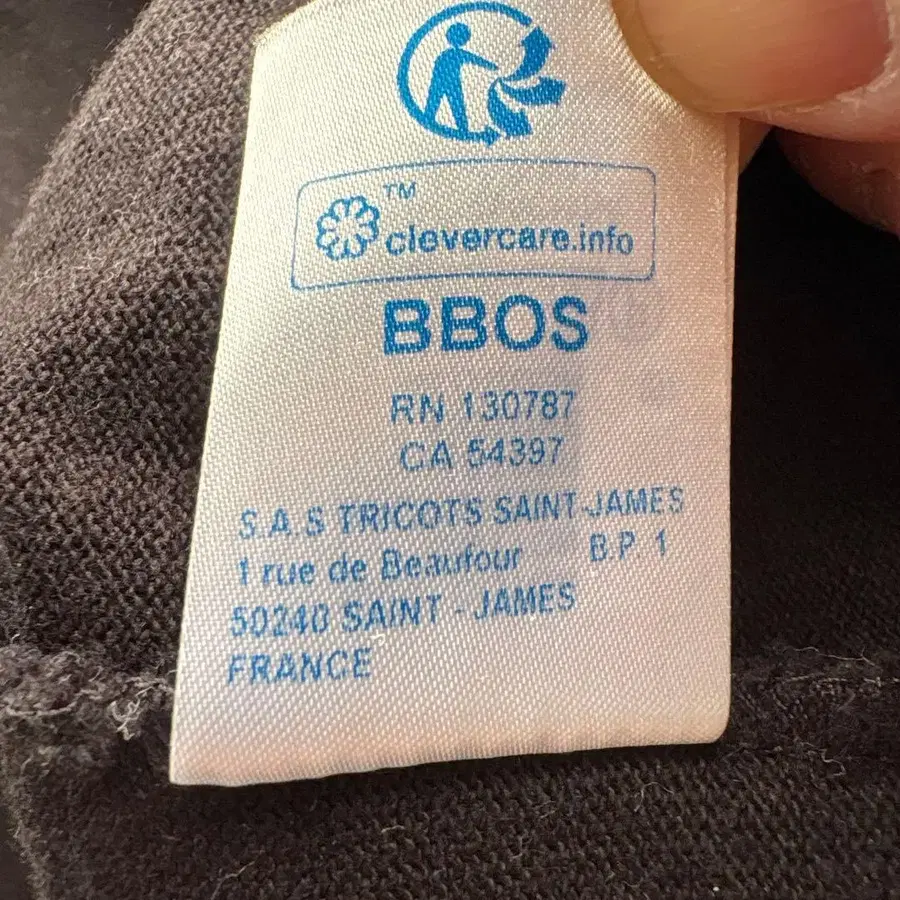 TM
clevercare.info
BBOS
RN 130787
CA 54397
S.A.S TRICOTS SAINT-JAMES
1 rue de Beaufour B.P 1
50240 SAINT - JAMES
FRANCE